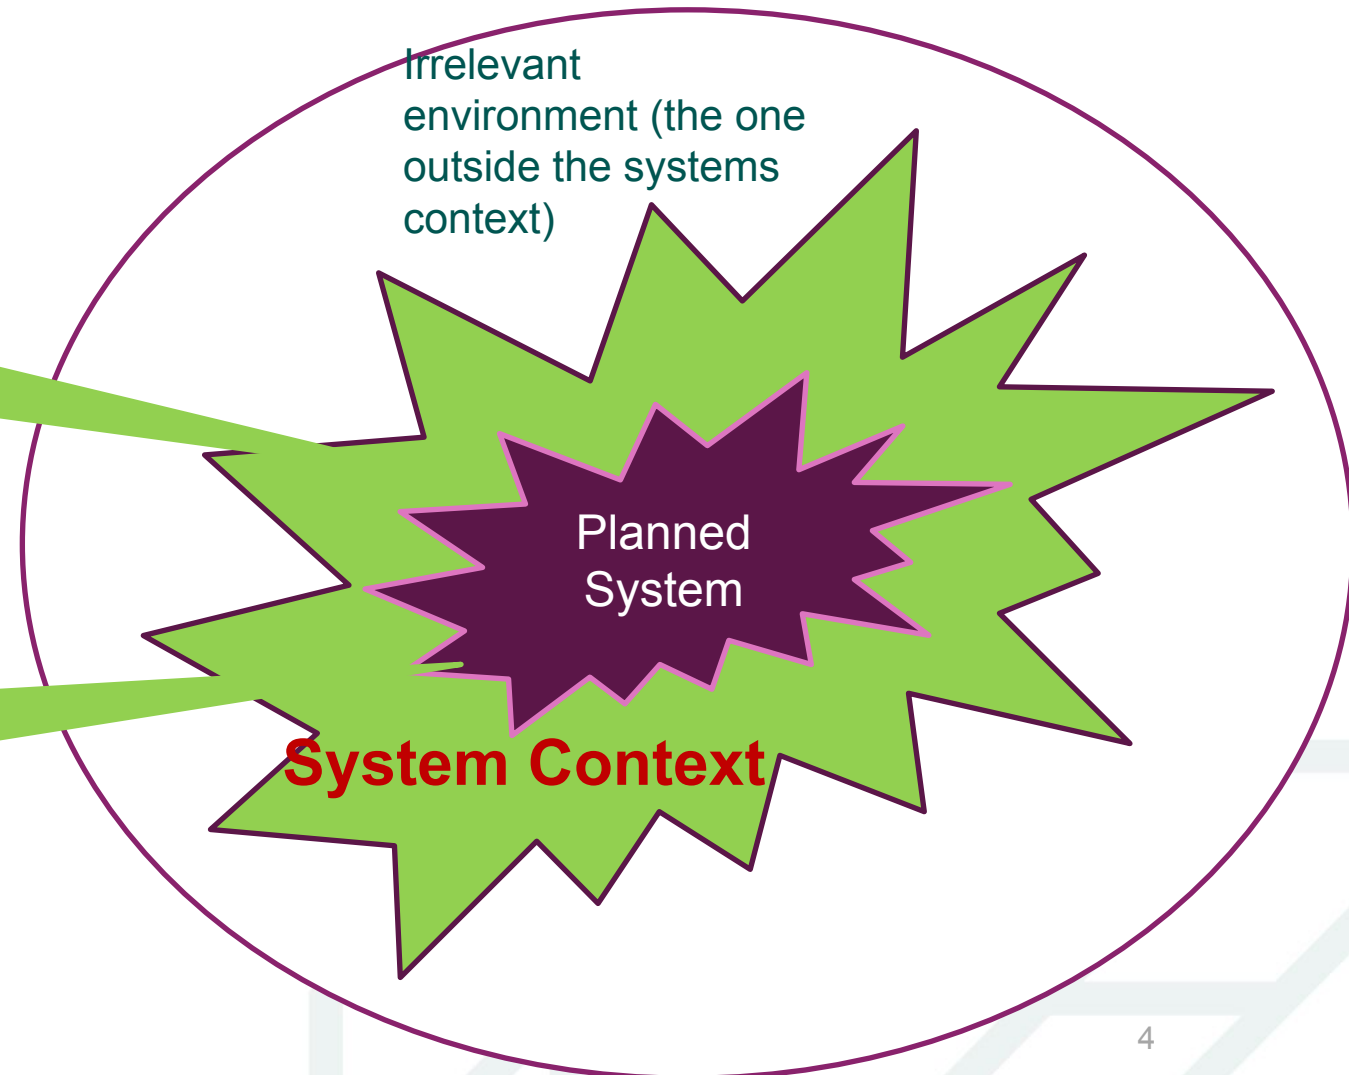 Irrelevant
environment (the one
outside the systems
context)
Planned
System
System Context
4